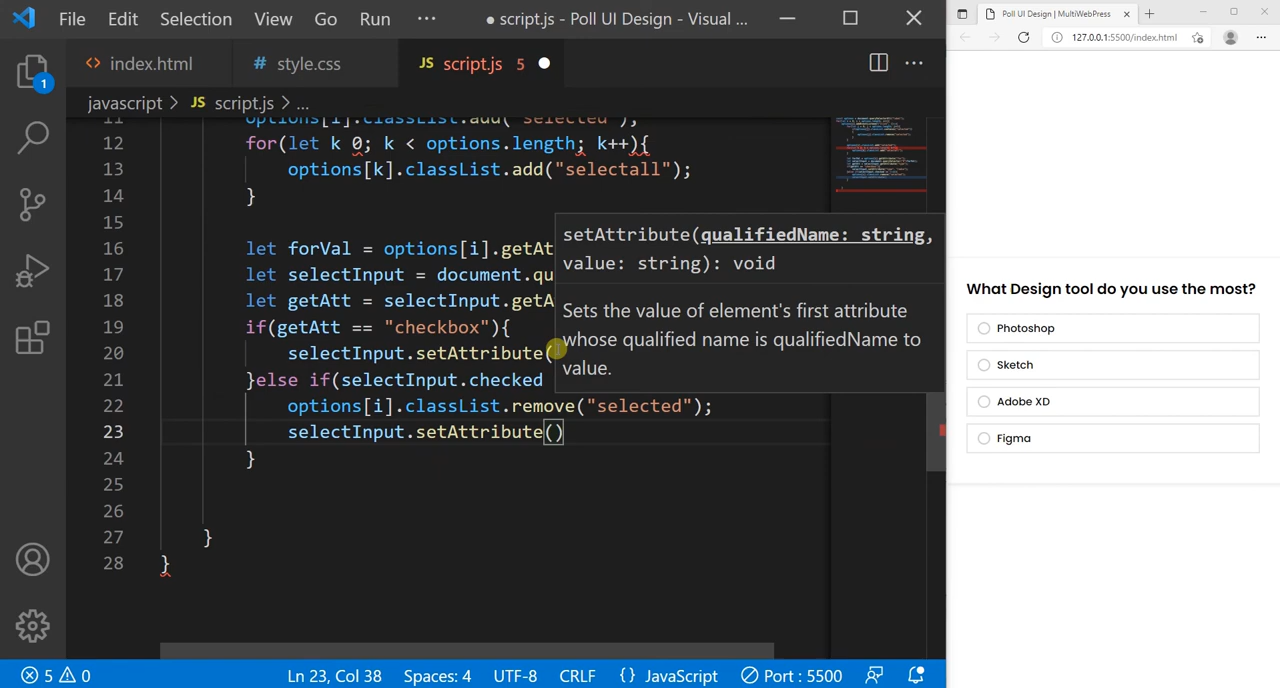 File Edit Selection View Go Run ··· ● script.js - Poll UI Design - Visual ...
<> index.html # style.css JS script.js 5 ●
javascript > JS script.js > ...
11 options[i].classList.add("selected");
12 for(let k 0; k < options.length; k++){
13 options[k].classList.add("selectall");
14 }
15
16 let forVal = options[i].getAt
17 let selectInput = document.qu
18 let getAtt = selectInput.getA
19 if(getAtt == "checkbox"){
20 selectInput.setAttribute(
21 }else if(selectInput.checked
22 options[i].classList.remove("selected");
23 selectInput.setAttribute()
24 }
25
26
27 }
28 }
setAttribute(qualifiedName: string,
value: string): void
Sets the value of element's first attribute
whose qualified name is qualifiedName to
value.
1
5 0 Ln 23, Col 38 Spaces: 4 UTF-8 CRLF {} JavaScript Port : 5500
Poll UI Design | MultiWebPress
127.0.0.1:5500/index.html
What Design tool do you use the most?
Photoshop
Sketch
Adobe XD
Figma